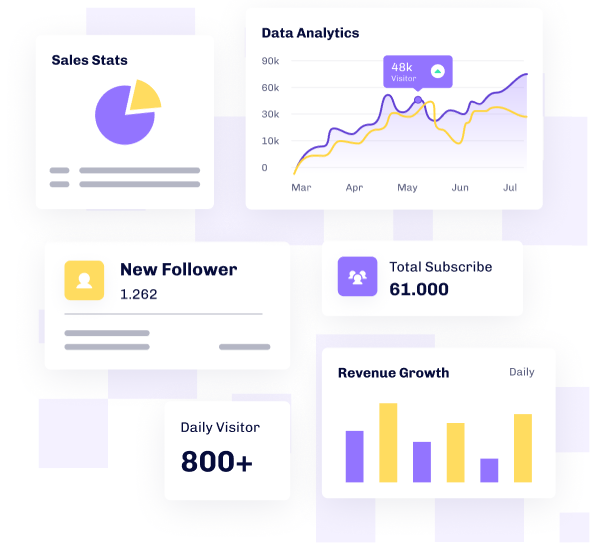 Sales Stats
Data Analytics
90k
60k
30k
10k
0
48k
Visitor
Mar
Apr
May
Jun
Jul
New Follower
1.262
Total Subscribe
61.000
Revenue Growth
Daily
Daily Visitor
800+